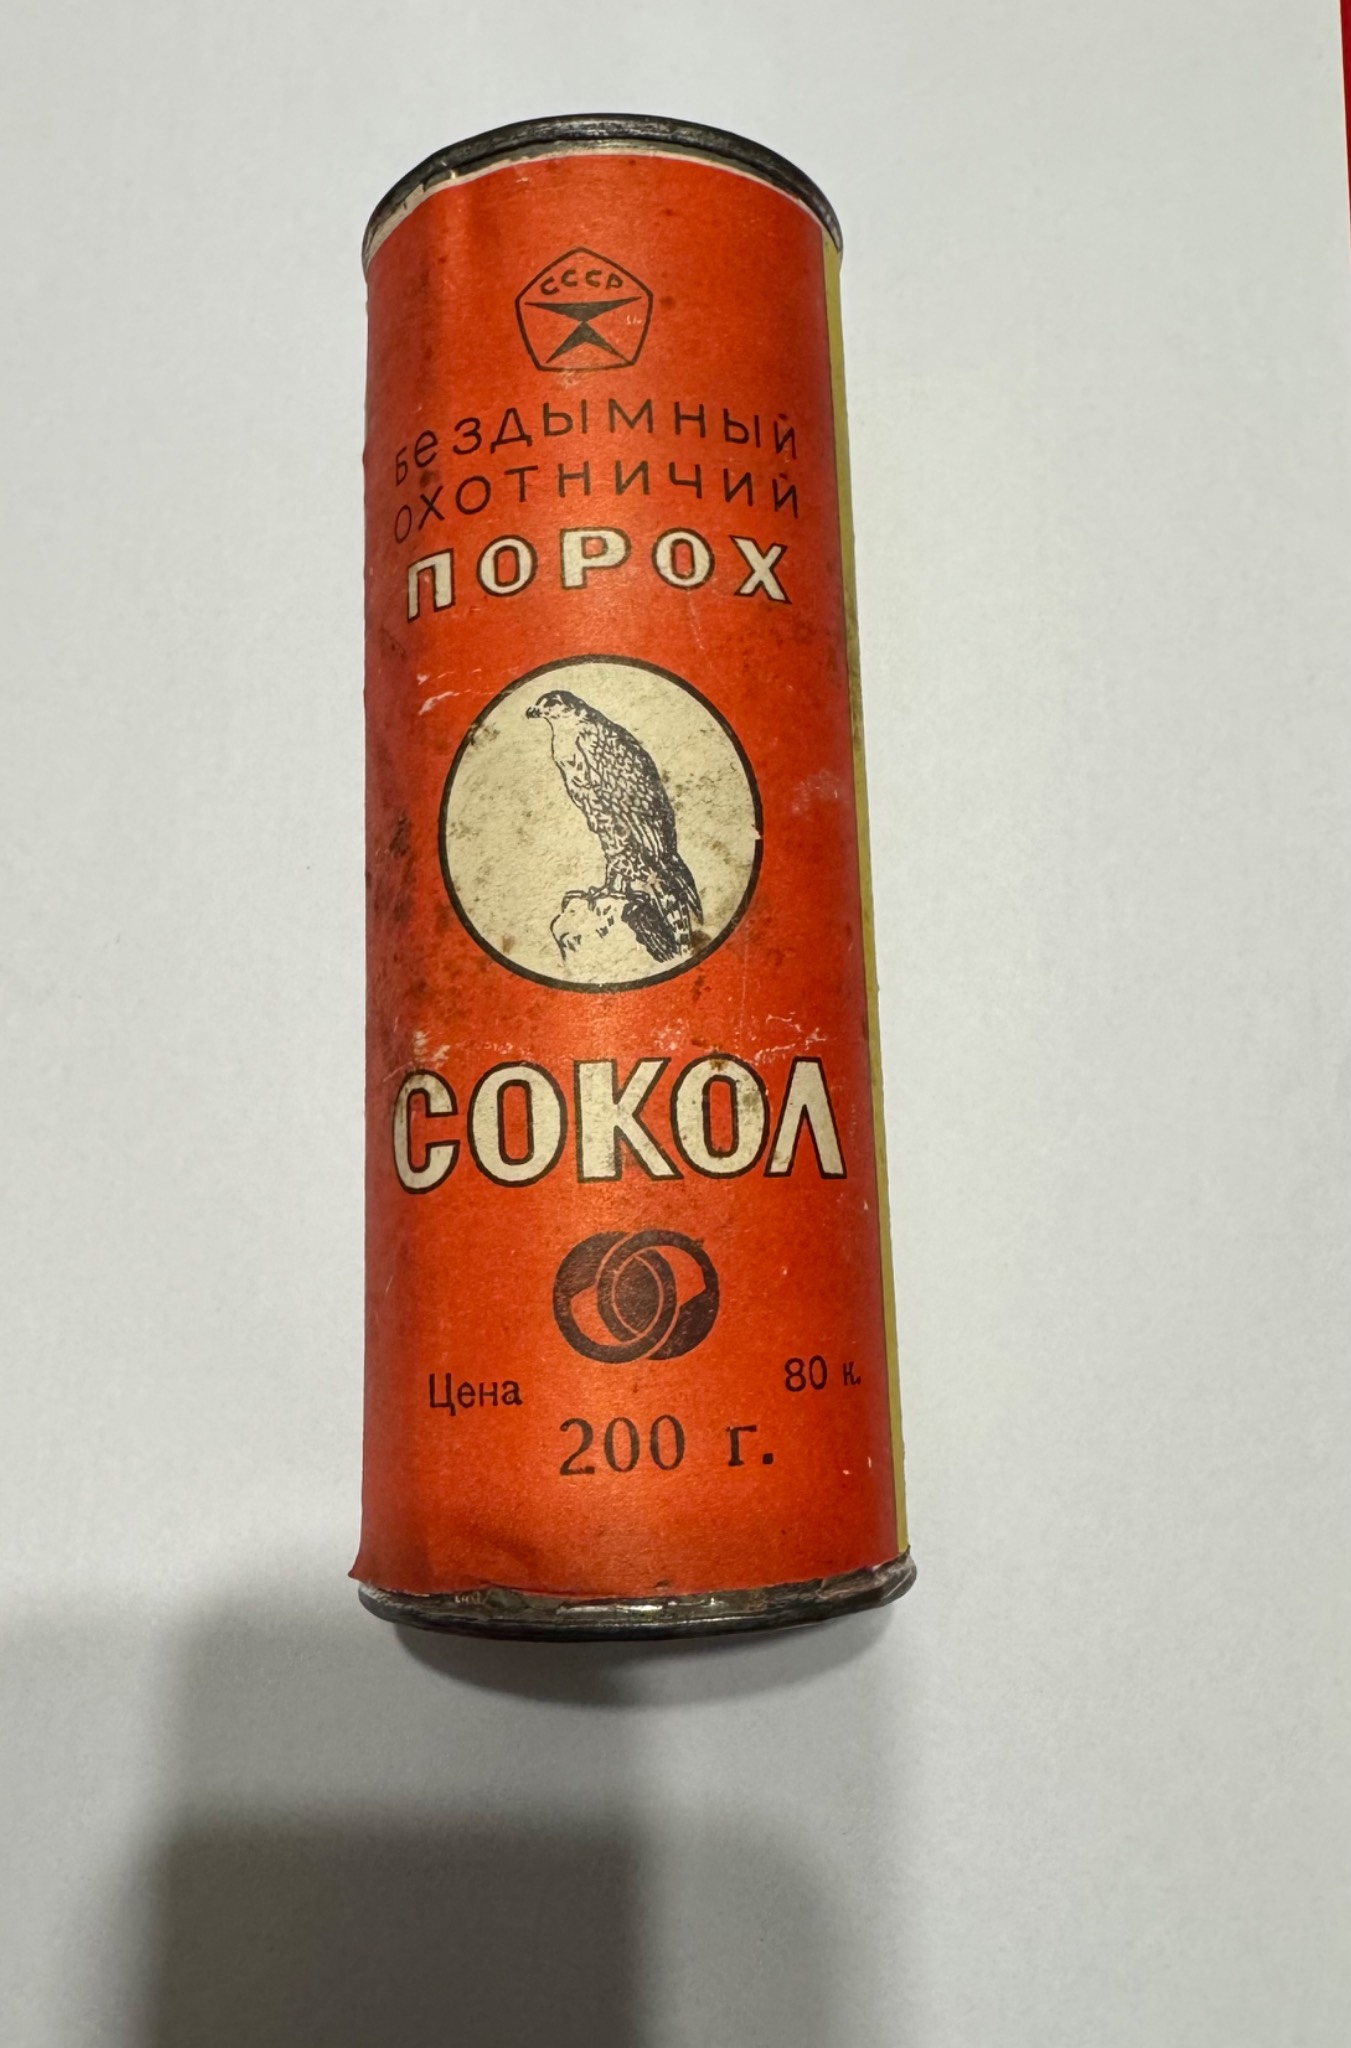 СССР
бездымный
охотничий
ПОРОХ
СОКОЛ
Цена 80 к.
200 г.